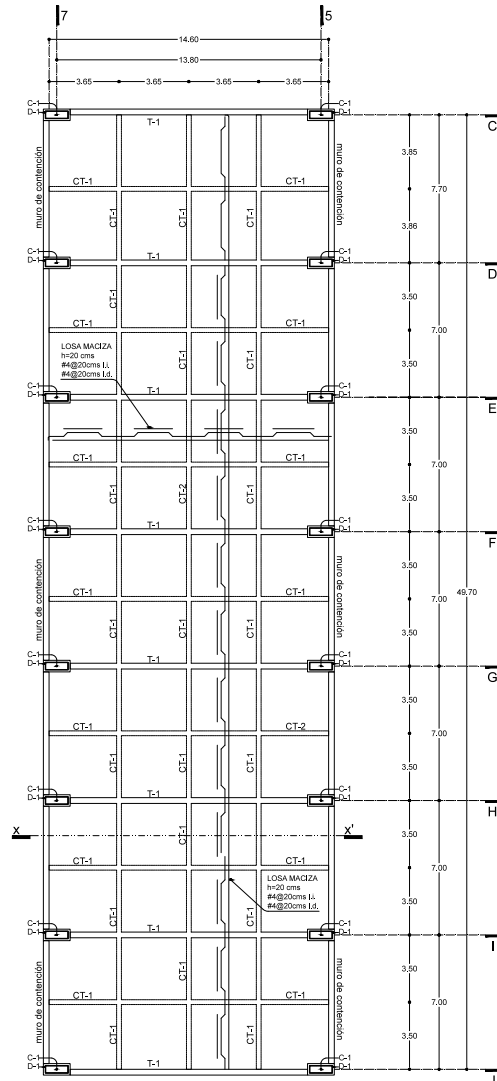 7
5
14.60
13.80
3.65
3.65
3.65
3.65
C-1
D-1
T-1
C-1
D-1
C
muro de contención
muro de contención
3.85
7.70
CT-1
CT-1
CT-1
CT-1
CT-1
3.86
C-1
D-1
T-1
C-1
D-1
D
CT-1
3.50
CT-1
CT-1
7.00
LOSA MACIZA
h=20 cms
#4@20cms l.i.
#4@20cms l.d.
CT-1
CT-1
3.50
C-1
D-1
T-1
C-1
D-1
E
3.50
CT-1
CT-1
7.00
CT-1
CT-2
CT-1
3.50
C-1
D-1
T-1
C-1
D-1
F
muro de contención
muro de contención
3.50
CT-1
CT-1
7.00
49.70
CT-1
CT-1
CT-1
3.50
C-1
D-1
T-1
C-1
D-1
G
3.50
CT-1
CT-2
7.00
CT-1
CT-1
CT-1
3.50
C-1
D-1
T-1
C-1
D-1
H
x
x'
CT-1
3.50
CT-1
CT-1
7.00
LOSA MACIZA
h=20 cms
#4@20cms l.i.
#4@20cms l.d.
CT-1
CT-1
3.50
C-1
D-1
T-1
C-1
D-1
I
muro de contención
muro de contención
CT-1
3.50
CT-1
CT-1
7.00
CT-1
CT-1
3.50
C-1
D-1
T-1
C-1
D-1